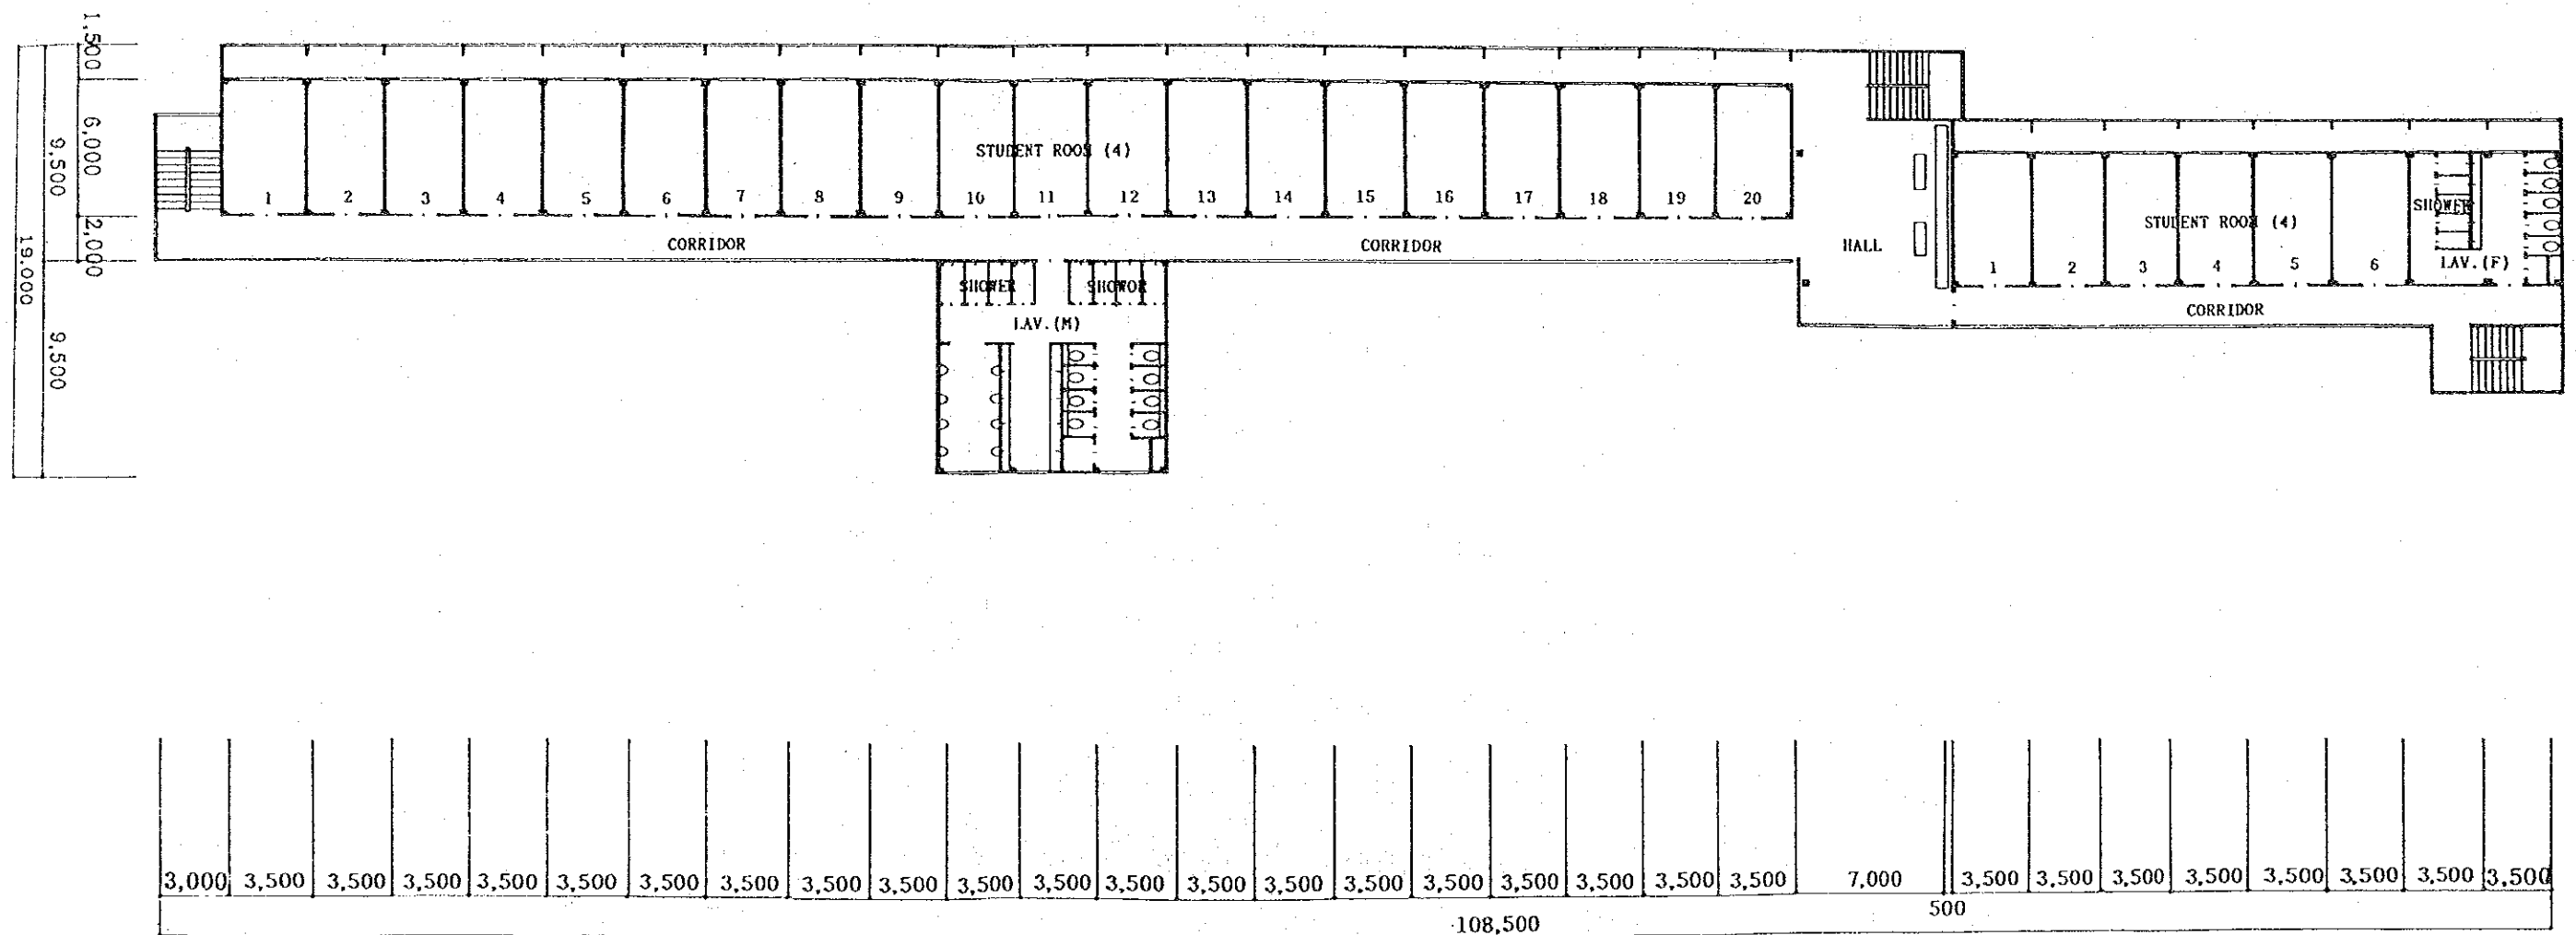 1,500
6,000
9,500
2,000
19.000
9,500
STUDENT ROOM (4)
1 2 3 4 5 6 7 8 9 10 11 12 13 14 15 16 17 18 19 20
CORRIDOR
CORRIDOR
HALL
SHOWER
SHOWOR
LAV.(M)
STUDENT ROOM (4)
SHOWER
1 2 3 4 5 6
LAV.(F)
CORRIDOR
3,000 3,500 3,500 3,500 3,500 3,500 3,500 3,500 3,500 3,500 3,500 3,500 3,500 3,500 3,500 3,500 3,500 3,500 3,500 3,500 3,500 7,000 3,500 3,500 3,500 3,500 3,500 3,500 3,500 3,500
500
108,500